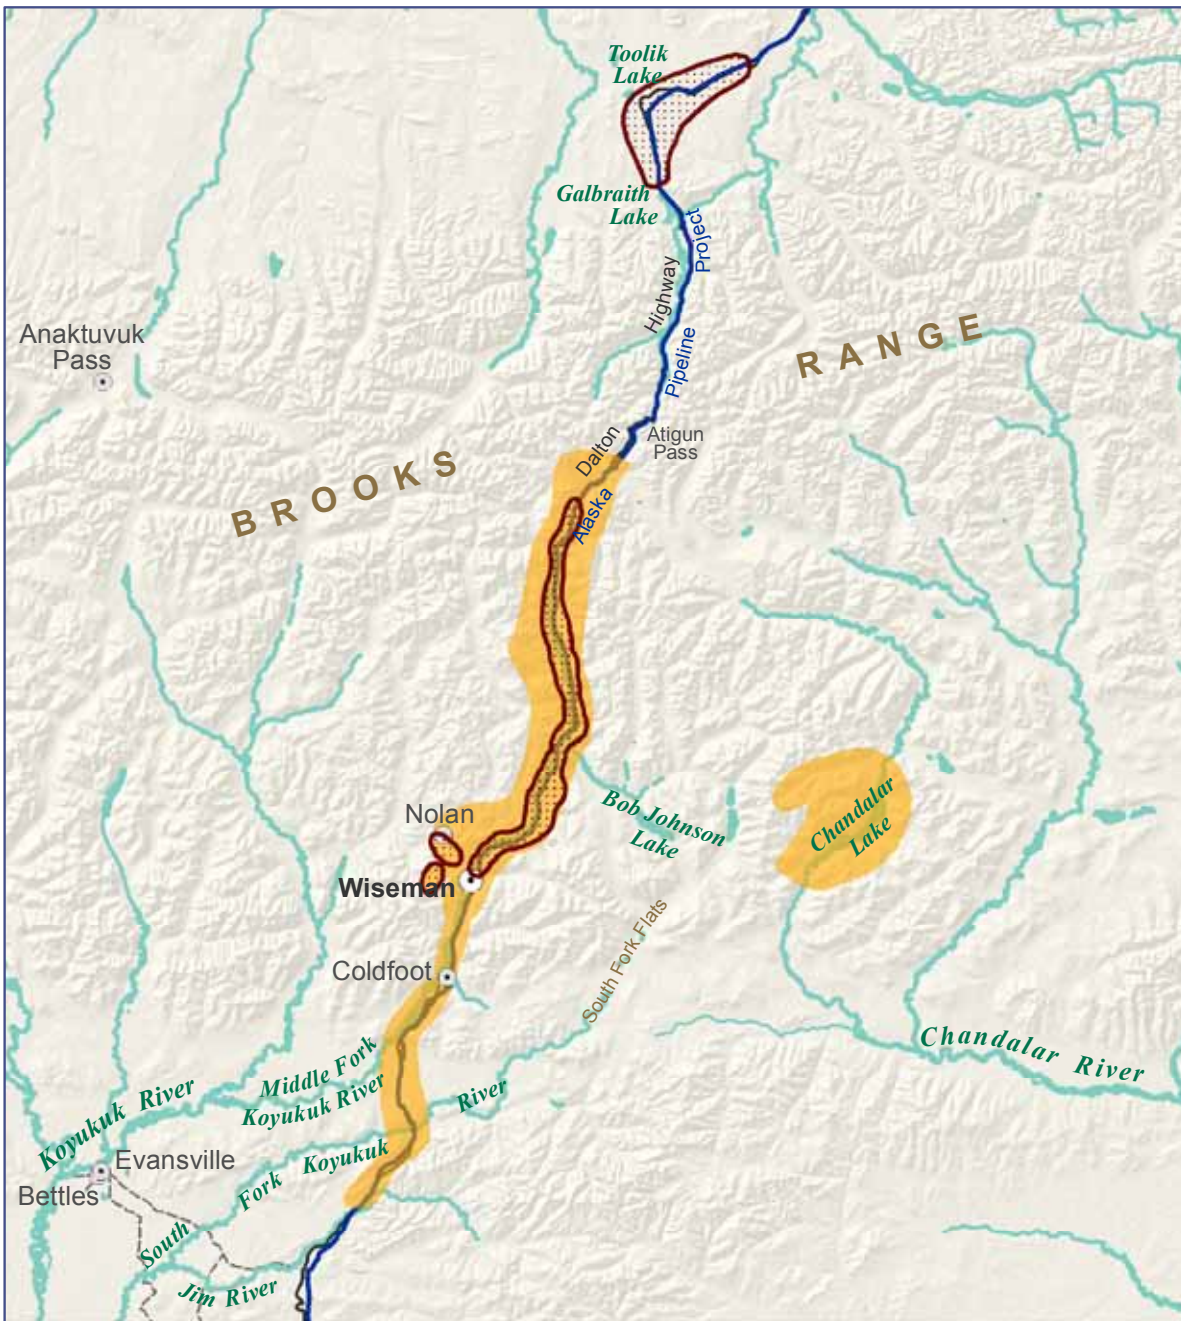 Toolik
Lake
Galbraith
Lake
Project
Highway
Pipeline
Anaktuvuk
Pass
RANGE
Atigun
Pass
Dalton
BROOKS
Alaska
Nolan
Bob Johnson
Lake
Chandalar
Lake
Wiseman
South Fork Flats
Coldfoot
Chandalar River
Middle Fork
Koyukuk River
River
Koyukuk River
Evansville
Koyukuk
Fork
Bettles
South
Jim River